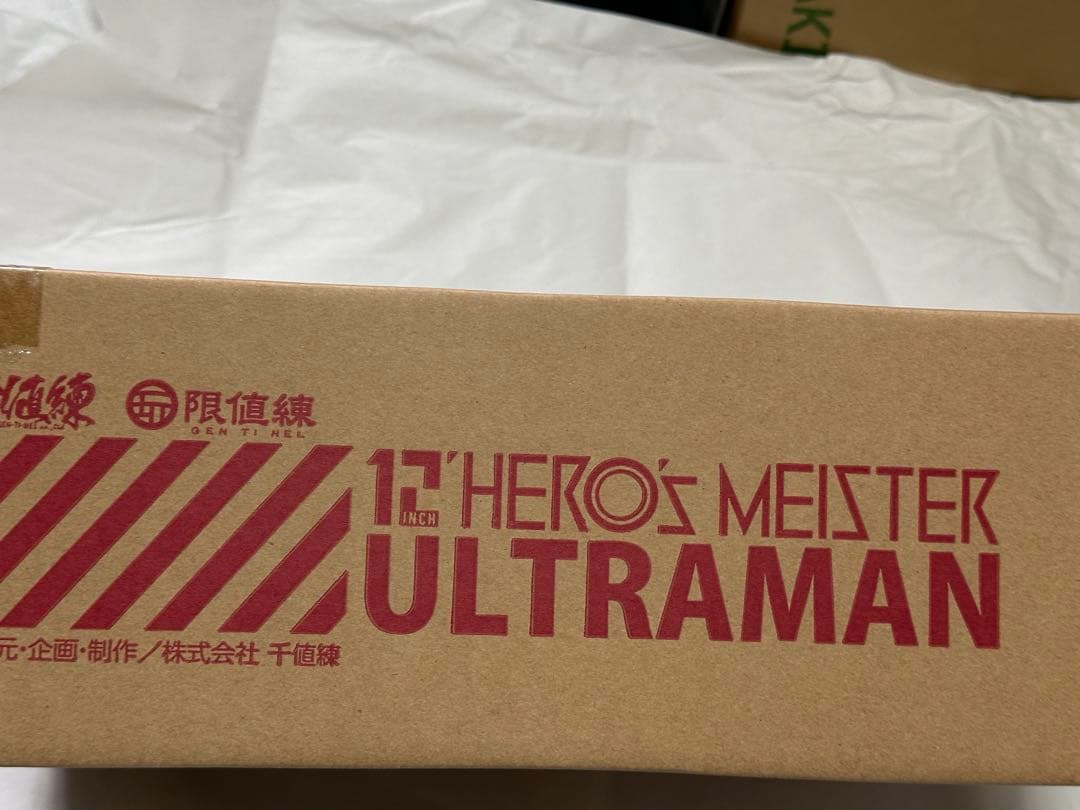 AKI
値練 限値練
GEN TI NEL
12'HERO's MEISTER
INCH
ULTRAMAN
元・企画・制作／株式会社 千値練